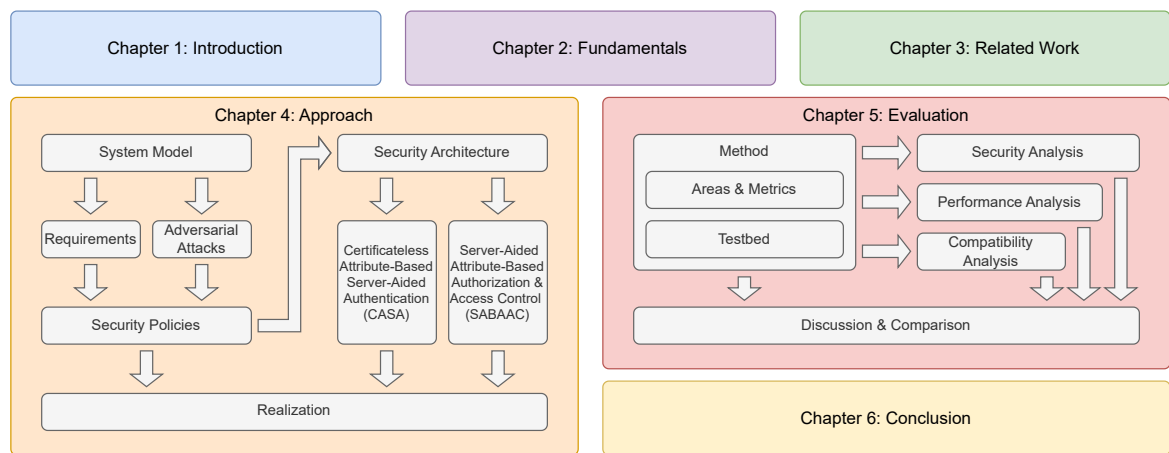 Chapter 1: Introduction
Chapter 2: Fundamentals
Chapter 3: Related Work
Chapter 4: Approach
System Model
Security Architecture
Requirements
Adversarial
Attacks
Certificateless
Attribute-Based
Server-Aided
Authentication
(CASA)
Server-Aided
Attribute-Based
Authorization &
Access Control
(SABAAC)
Security Policies
Realization
Chapter 5: Evaluation
Method
Areas & Metrics
Testbed
Security Analysis
Performance Analysis
Compatibility
Analysis
Discussion & Comparison
Chapter 6: Conclusion